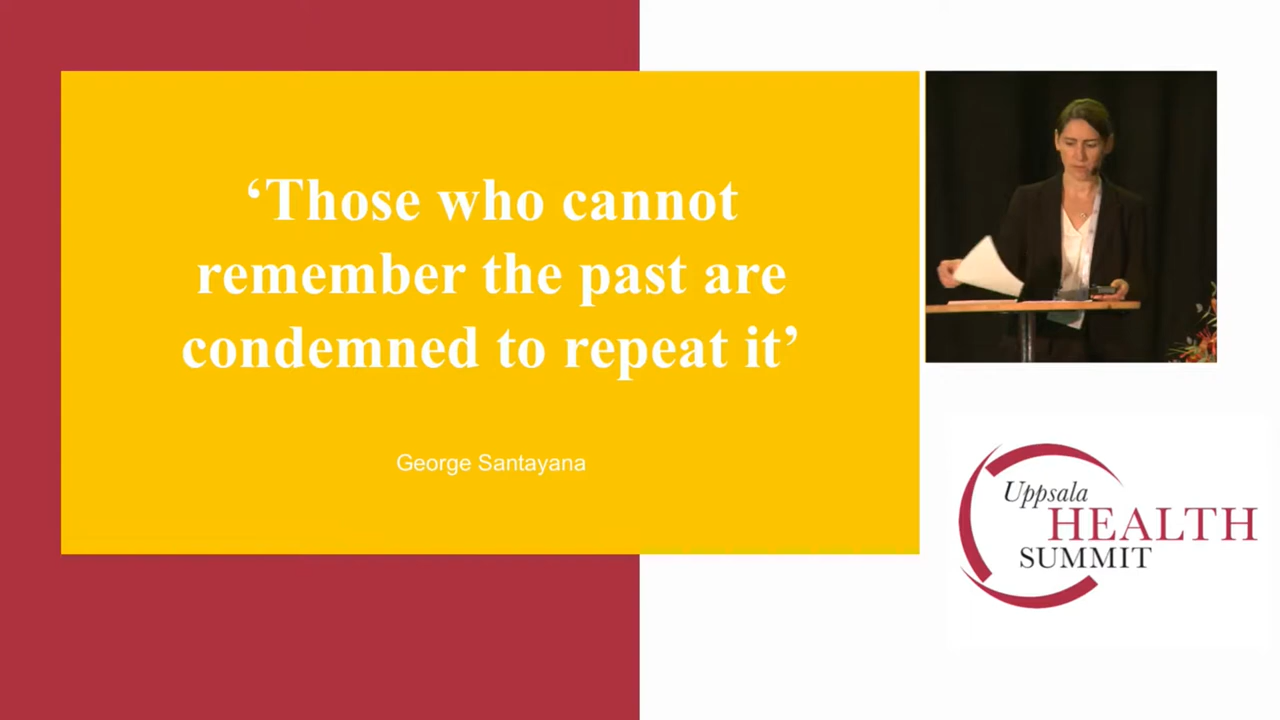 ‘Those who cannot
remember the past are
condemned to repeat it’
George Santayana
Uppsala
HEALTH
SUMMIT